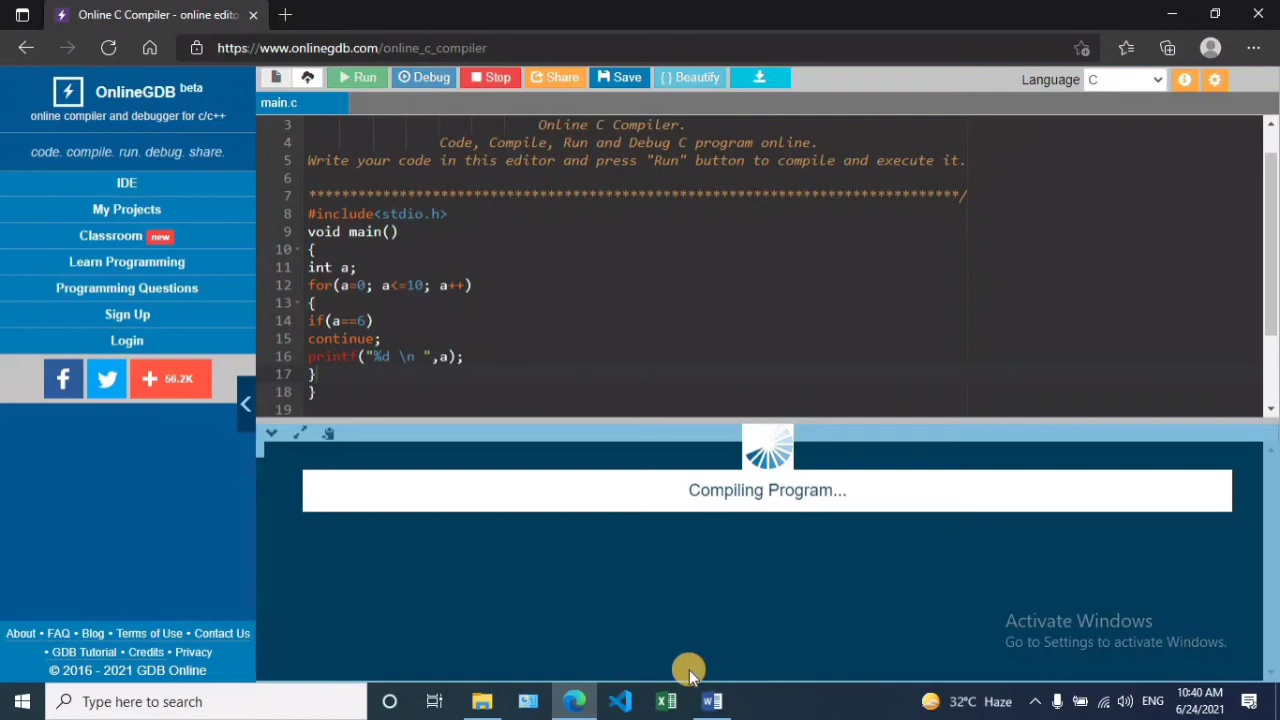 Online C Compiler - online edito
https://www.onlinegdb.com/online_c_compiler
OnlineGDB beta
online compiler and debugger for c/c++
code. compile. run. debug. share.
IDE
My Projects
Classroom new
Learn Programming
Programming Questions
Sign Up
Login
56.2K
About • FAQ • Blog • Terms of Use • Contact Us
• GDB Tutorial • Credits • Privacy
© 2016 - 2021 GDB Online
Run Debug Stop Share Save { } Beautify Language C
main.c
3 Online C Compiler.
4 Code, Compile, Run and Debug C program online.
5 Write your code in this editor and press "Run" button to compile and execute it.
6
7 *******************************************************************************/
8 #include<stdio.h>
9 void main()
10 {
11 int a;
12 for(a=0; a<=10; a++)
13 {
14 if(a==6)
15 continue;
16 printf("%d \n ",a);
17 }
18 }
19
Compiling Program...
Activate Windows
Go to Settings to activate Windows.
Type here to search
32°C Haze
ENG
10:40 AM
6/24/2021